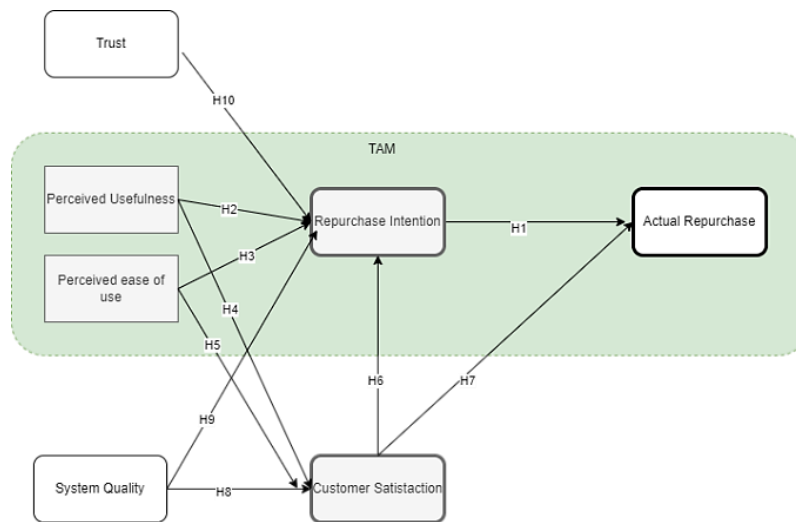 Trust
H10
TAM
Perceived Usefulness
H2
Repurchase Intention
H1
Actual Repurchase
H3
Perceived ease of
use
H4
H5
H6
H7
H9
System Quality
H8
Customer Satistaction